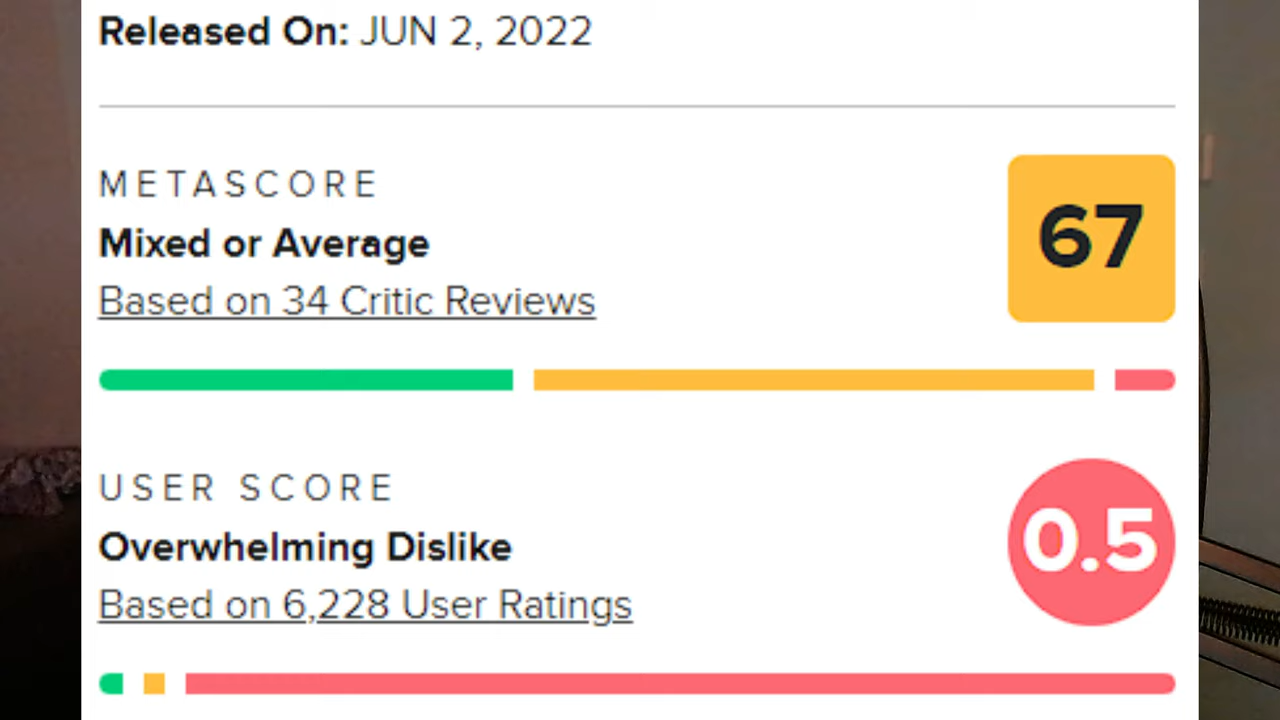 Released On: JUN 2, 2022
METASCORE
Mixed or Average
Based on 34 Critic Reviews
67
USER SCORE
Overwhelming Dislike
Based on 6,228 User Ratings
0.5